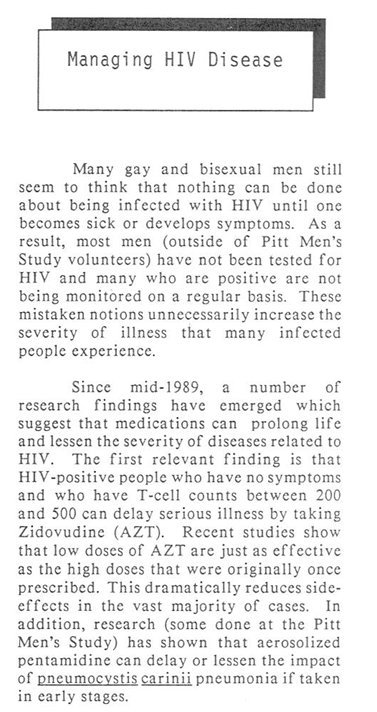 Managing HIV Disease
Many gay and bisexual men still
seem to think that nothing can be done
about being infected with HIV until one
becomes sick or develops symptoms. As a
result, most men (outside of Pitt Men's
Study volunteers) have not been tested for
HIV and many who are positive are not
being monitored on a regular basis. These
mistaken notions unnecessarily increase the
severity of illness that many infected
people experience.
Since mid-1989, a number of
research findings have emerged which
suggest that medications can prolong life
and lessen the severity of diseases related to
HIV. The first relevant finding is that
HIV-positive people who have no symptoms
and who have T-cell counts between 200
and 500 can delay serious illness by taking
Zidovudine (AZT). Recent studies show
that low doses of AZT are just as effective
as the high doses that were originally once
prescribed. This dramatically reduces side-
effects in the vast majority of cases. In
addition, research (some done at the Pitt
Men's Study) has shown that aerosolized
pentamidine can delay or lessen the impact
of pneumocystis carinii pneumonia if taken
in early stages.